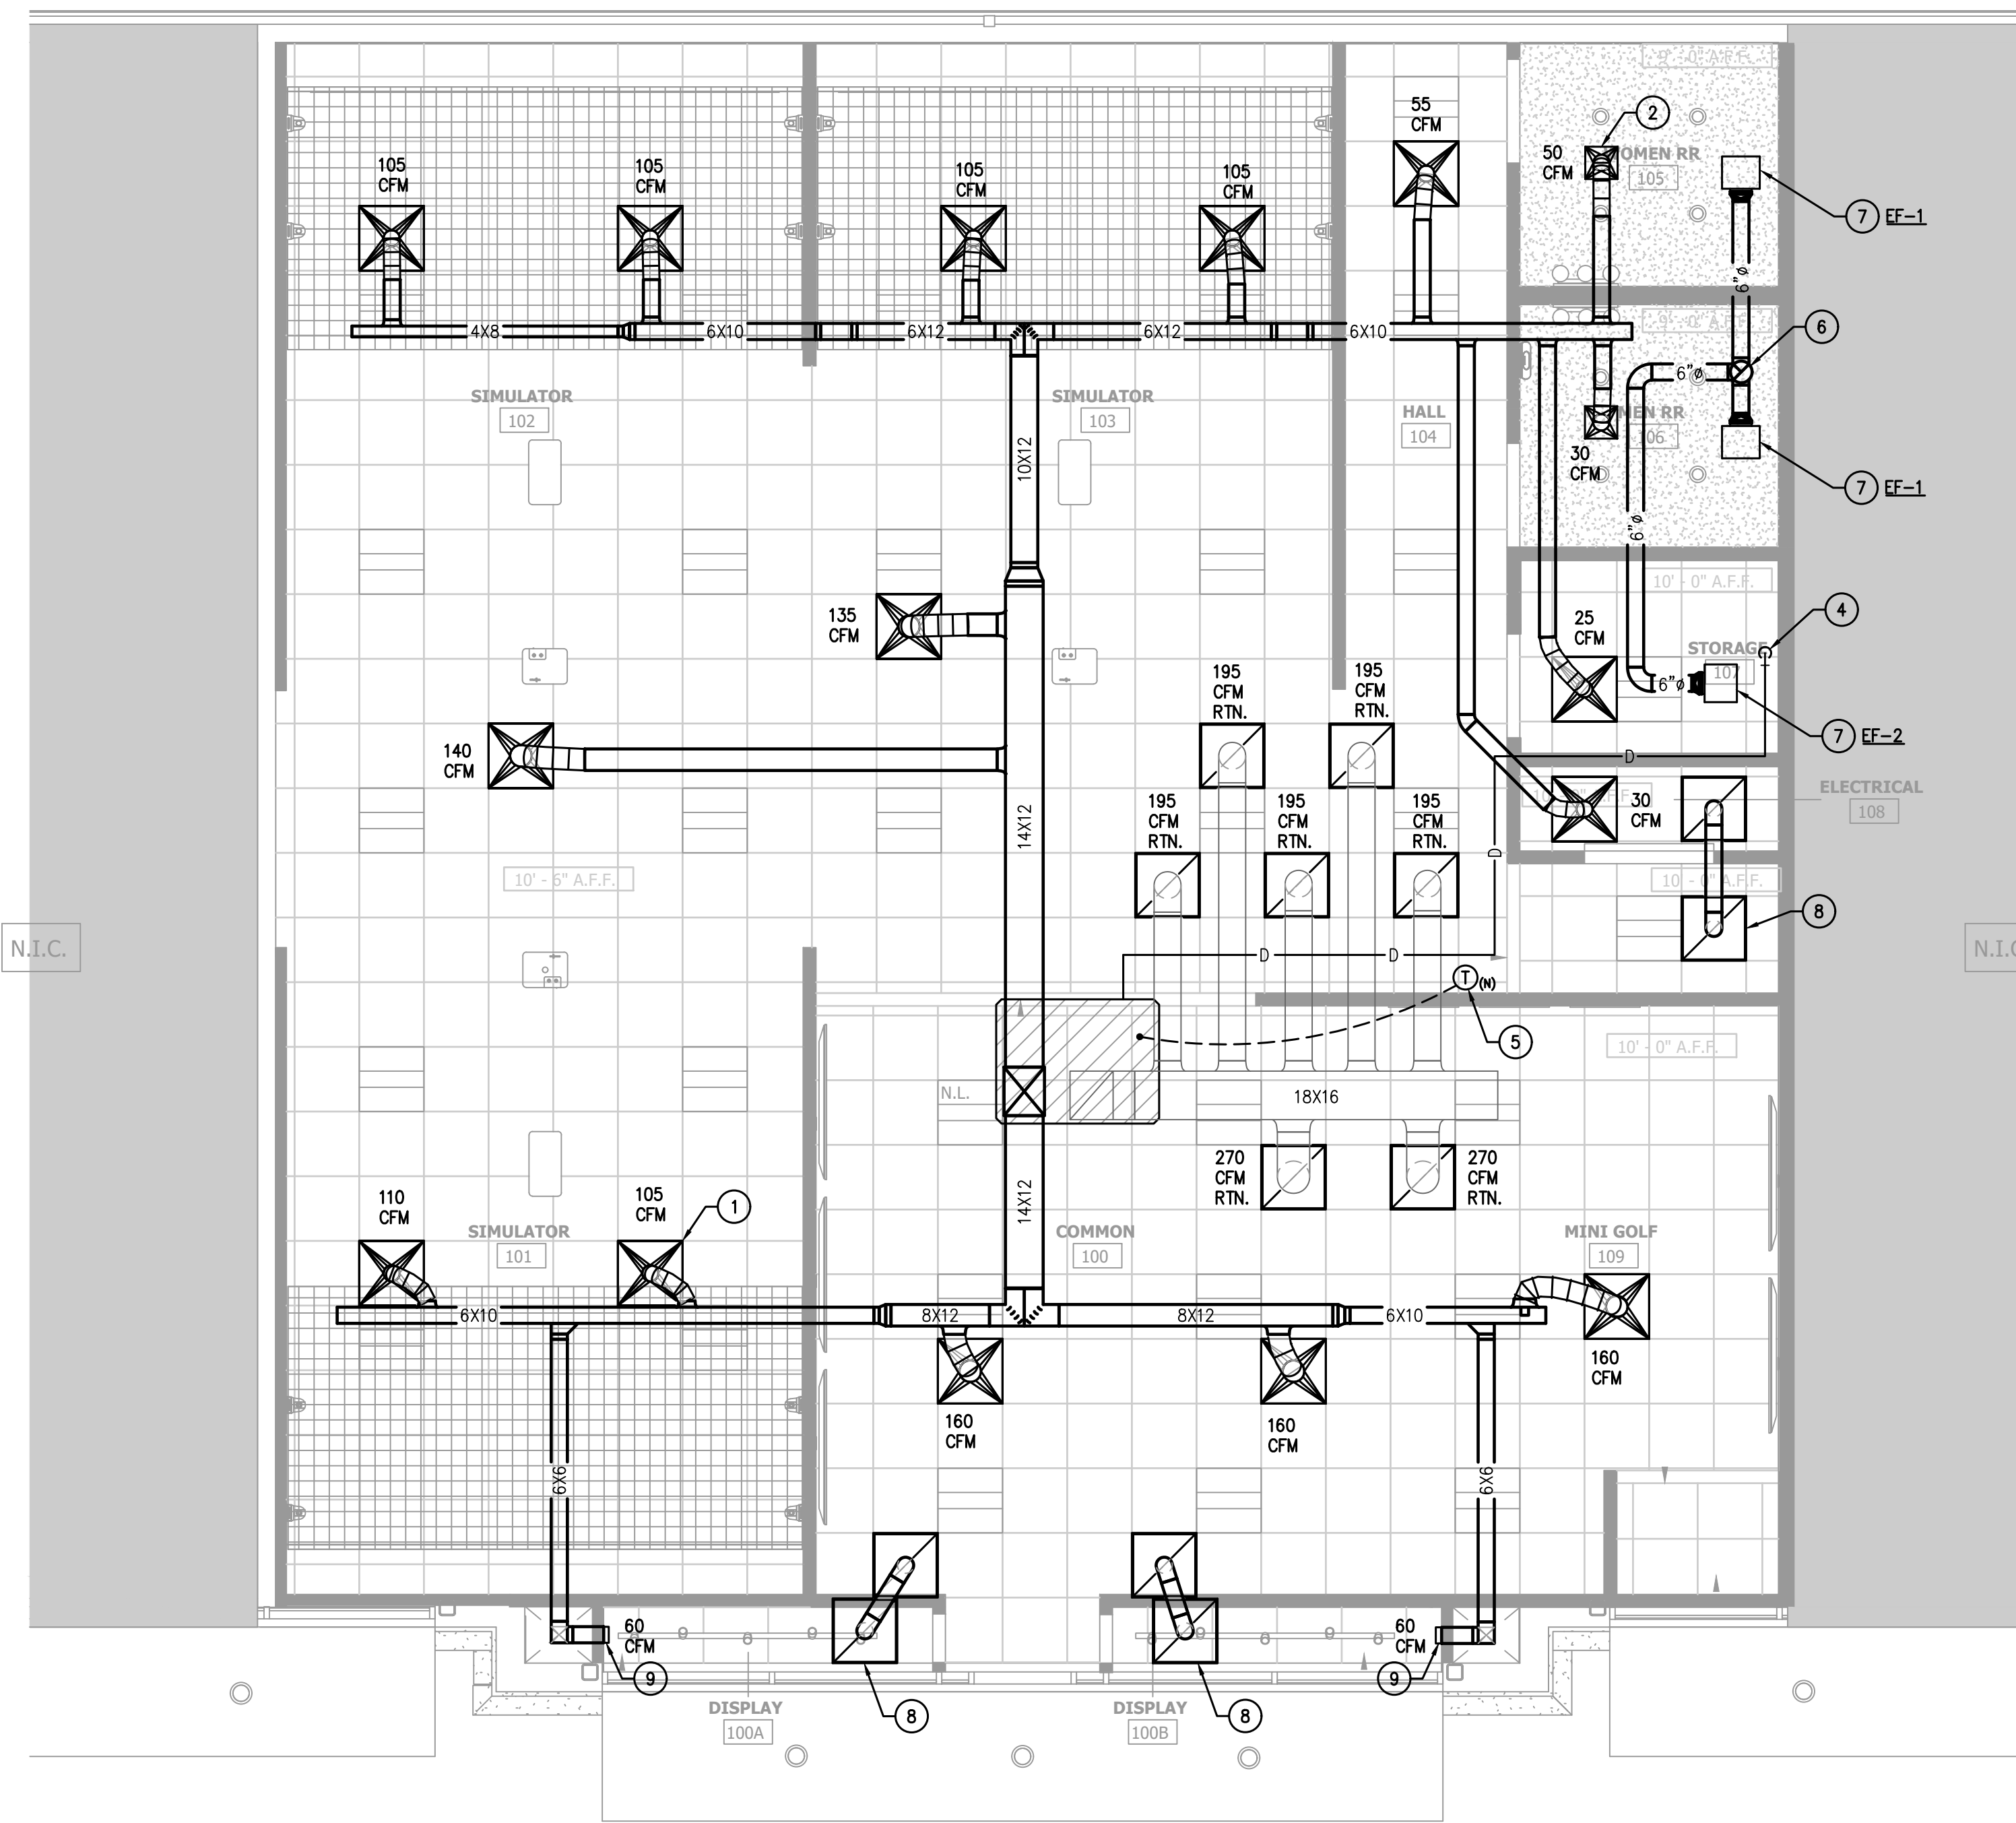 9' - 0" A.F.F.
55
CFM
2
105
CFM
105
CFM
105
CFM
105
CFM
50
CFM
OMEN RR
105
7
EF-1
6"ø
9' - 0" A.F.F.
6
4X8
6X10
6X12
6X12
6X10
6"ø
SIMULATOR
102
SIMULATOR
103
HALL
104
MEN RR
106
30
CFM
10X12
7
EF-1
6"ø
10' - 0" A.F.F.
4
135
CFM
25
CFM
STORAGE
107
6"ø
195
CFM
RTN.
195
CFM
RTN.
7
EF-2
140
CFM
D
ELECTRICAL
108
195
CFM
RTN.
195
CFM
RTN.
195
CFM
RTN.
30
CFM
14X12
D
10' - 6" A.F.F.
10' - 0" A.F.F.
8
N.I.C.
D
D
T
(N)
5
10' - 0" A.F.F.
N.L.
18X16
270
CFM
RTN.
270
CFM
RTN.
14X12
110
CFM
105
CFM
1
SIMULATOR
101
COMMON
100
MINI GOLF
109
6X10
8X12
8X12
6X10
160
CFM
160
CFM
160
CFM
6X6
6X6
60
CFM
60
CFM
9
9
DISPLAY
100A
8
DISPLAY
100B
8